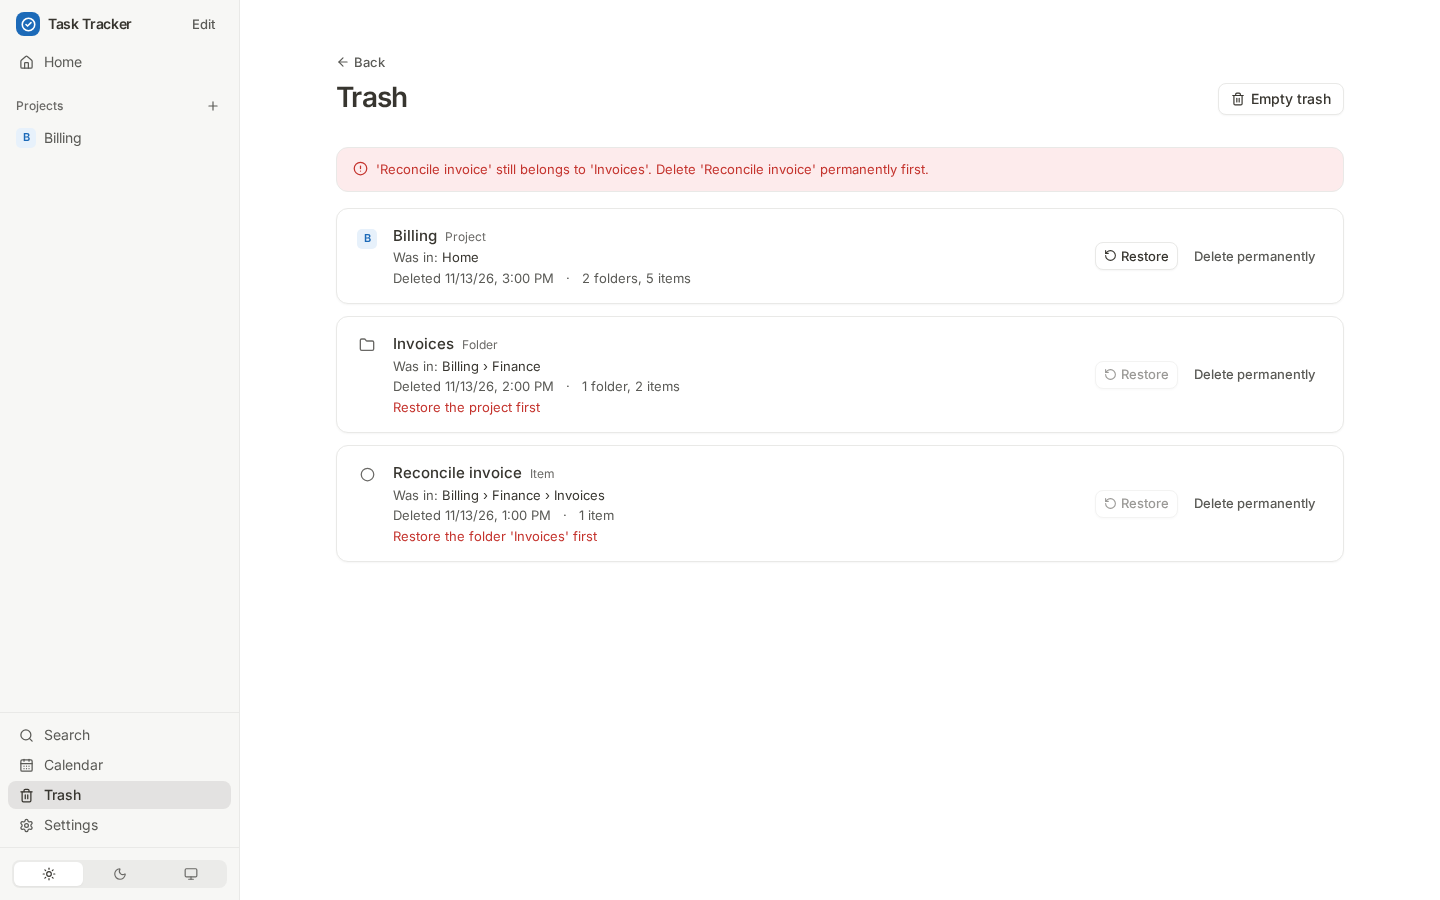 Task Tracker
Edit
Home
Projects
B
Billing
Search
Calendar
Trash
Settings
Back
Trash
Empty trash
'Reconcile invoice' still belongs to 'Invoices'. Delete 'Reconcile invoice' permanently first.
B
Billing Project
Was in: Home
Deleted 11/13/26, 3:00 PM · 2 folders, 5 items
Restore
Delete permanently
Invoices Folder
Was in: Billing › Finance
Deleted 11/13/26, 2:00 PM · 1 folder, 2 items
Restore the project first
Restore
Delete permanently
Reconcile invoice Item
Was in: Billing › Finance › Invoices
Deleted 11/13/26, 1:00 PM · 1 item
Restore the folder 'Invoices' first
Restore
Delete permanently